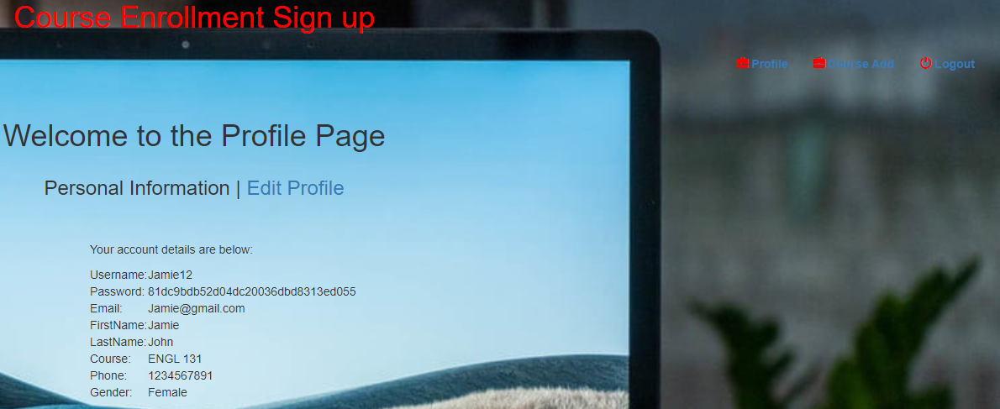 Course Enrollment Sign up
Profile Course Add Logout
Welcome to the Profile Page
Personal Information | Edit Profile
Your account details are below:
Username: Jamie12
Password: 81dc9bdb52d04dc20036dbd8313ed055
Email: Jamie@gmail.com
FirstName: Jamie
LastName: John
Course: ENGL 131
Phone: 1234567891
Gender: Female